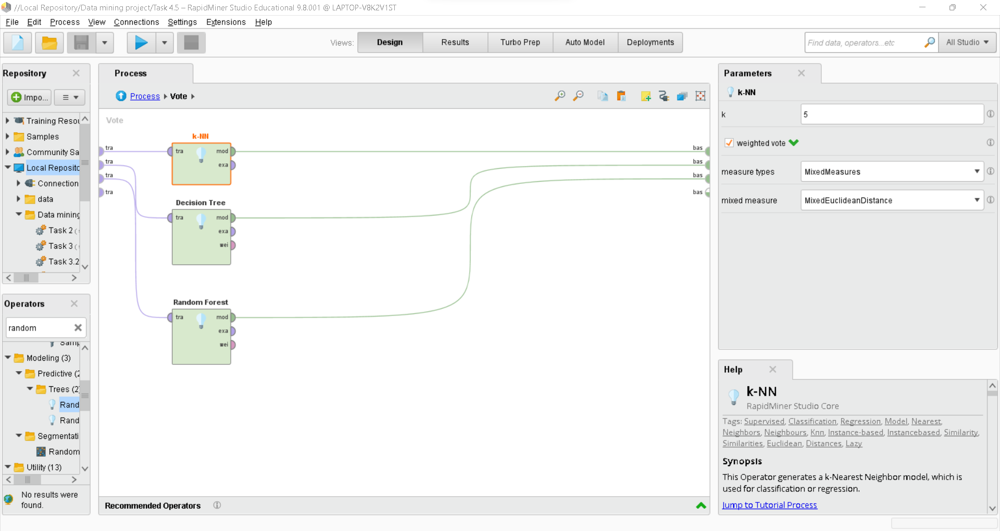 //Local Repository/Data mining project/Task 4.5 – RapidMiner Studio Educational 9.8.001 @ LAPTOP-V8K2V1ST
File Edit Process View Connections Settings Extensions Help
Views: Design Results Turbo Prep Auto Model Deployments
Find data, operators...etc
All Studio
Repository
Impo...
Training Resou
Samples
Community Sa
Local Reposito
Connection
data
Data mining
Task 2 (
Task 3 (
Task 3.2
Operators
random
Samp
Modeling (3)
Predictive (2
Trees (2)
Rand
Rand
Segmentati
Random
Utility (13)
No results were
found.
Process
Process Vote
Vote
tra
tra
tra
tra
k-NN
tra mod
exa
Decision Tree
tra mod
exa
wei
Random Forest
tra mod
exa
wei
bas
bas
bas
bas
Recommended Operators
Parameters
k-NN
k 5
weighted vote
measure types MixedMeasures
mixed measure MixedEuclideanDistance
Help
k-NN
RapidMiner Studio Core
Tags: Supervised, Classification, Regression, Model, Nearest,
Neighbors, Neighbours, Knn, Instance-based, Instancebased, Similarity,
Similarities, Euclidean, Distances, Lazy
Synopsis
This Operator generates a k-Nearest Neighbor model, which is
used for classification or regression.
Jump to Tutorial Process